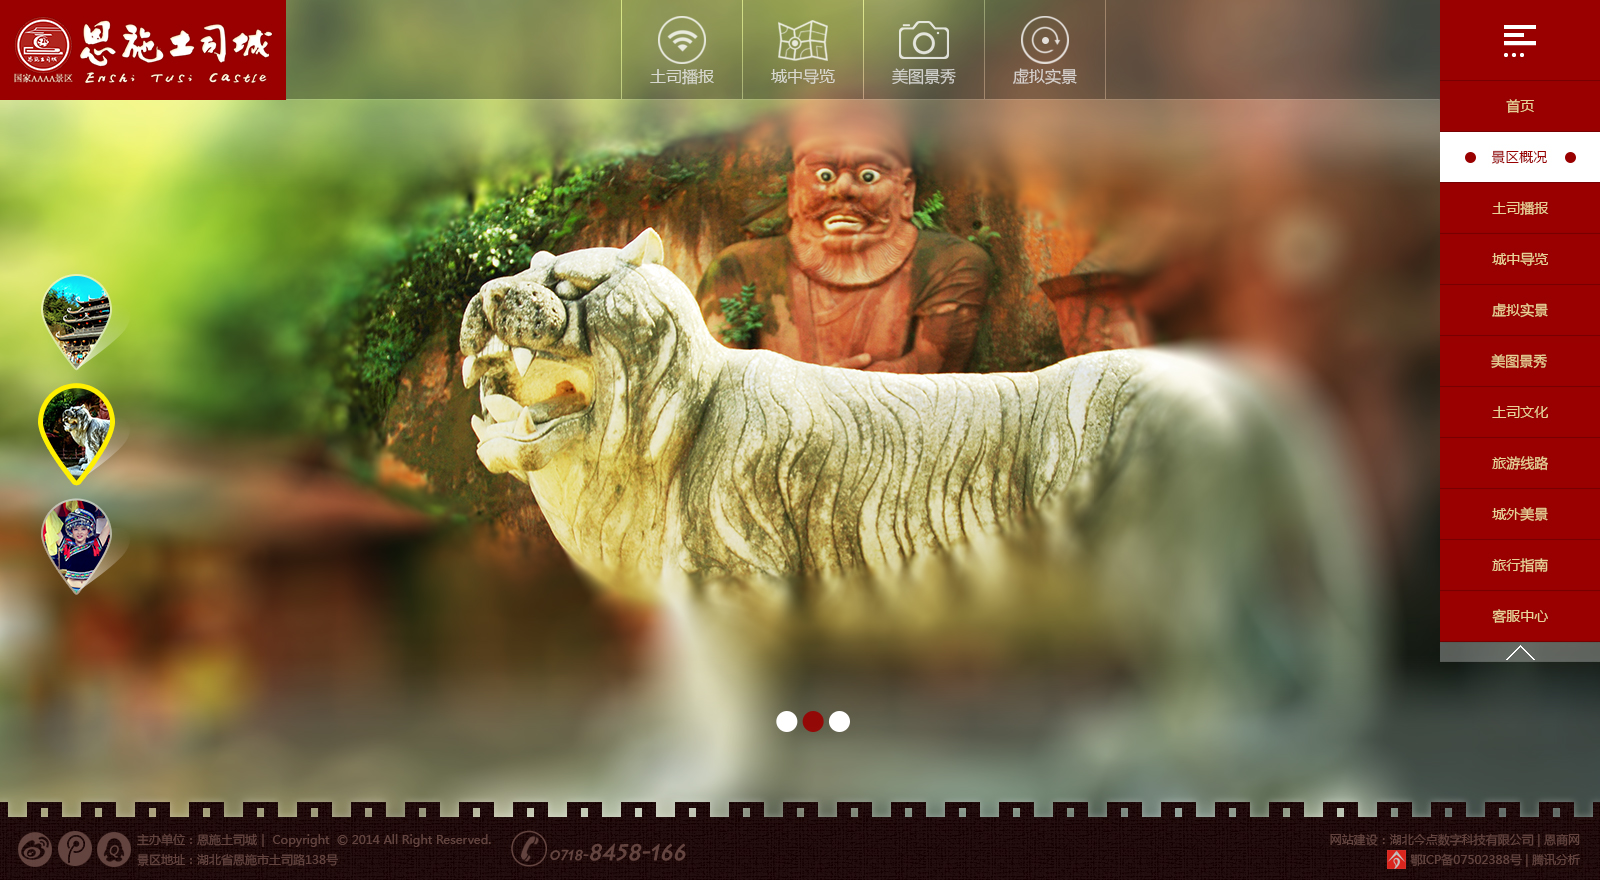 恩施土司城
国家AAAA景区 Enshi Tusi Castle
土司播报
城中导览
美图景秀
虚拟实景
首页
景区概况
土司播报
城中导览
虚拟实景
美图景秀
土司文化
旅游线路
城外美景
旅行指南
客服中心
主办单位：恩施土司城 | Copyright © 2014 All Right Reserved.
景区地址：湖北省恩施市土司路138号
0718-8458-166
网站建设：湖北今点数字科技有限公司 | 恩商网
鄂ICP备07502388号 | 腾讯分析